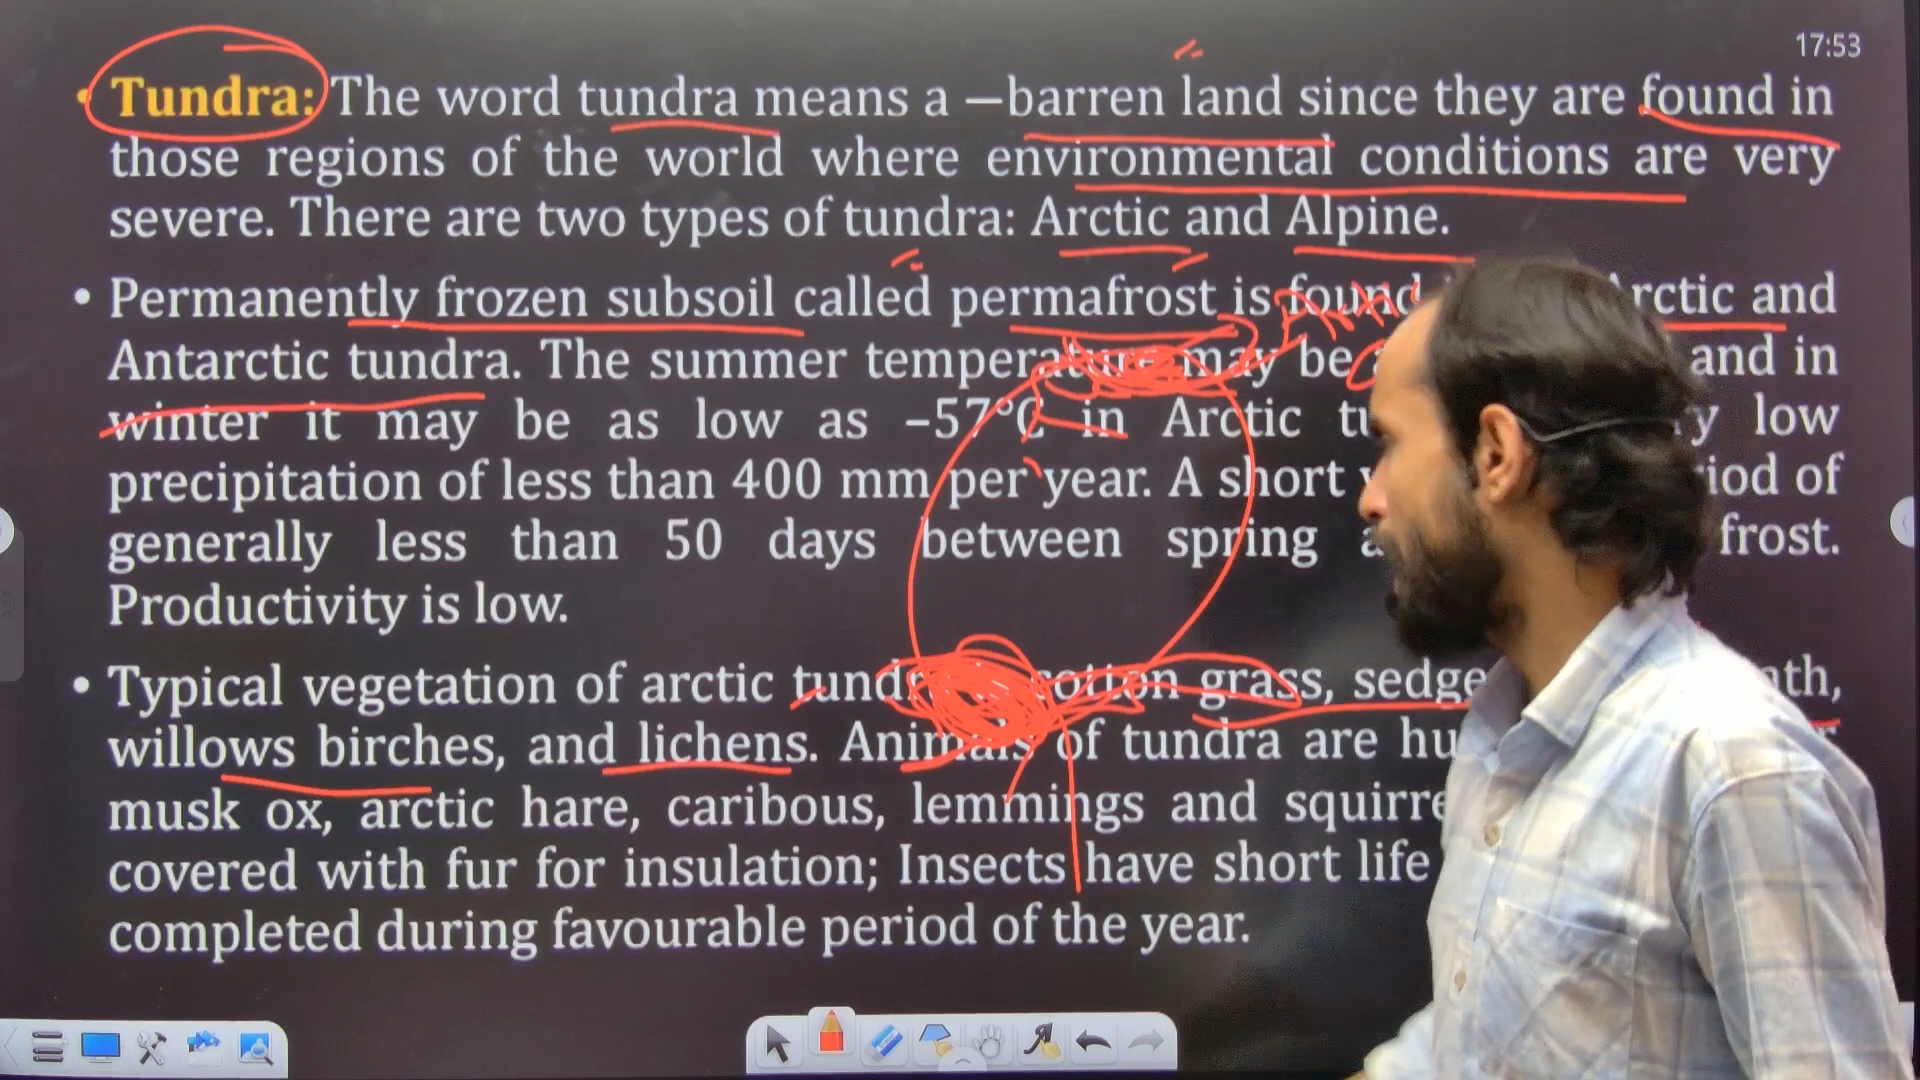 17:53
• Tundra: The word tundra means a —barren land since they are found in
those regions of the world where environmental conditions are very
severe. There are two types of tundra: Arctic and Alpine.
• Permanently frozen subsoil called permafrost is found Arctic and
Antarctic tundra. The summer temperature may be and in
winter it may be as low as –57°C in Arctic low
precipitation of less than 400 mm per year. A short of
generally less than 50 days between spring frost.
Productivity is low.
• Typical vegetation of arctic cotton grass, sedge
willows birches, and lichens. Animals of tundra are
musk ox, arctic hare, caribous, lemmings and
covered with fur for insulation; Insects have short life
completed during favourable period of the year.